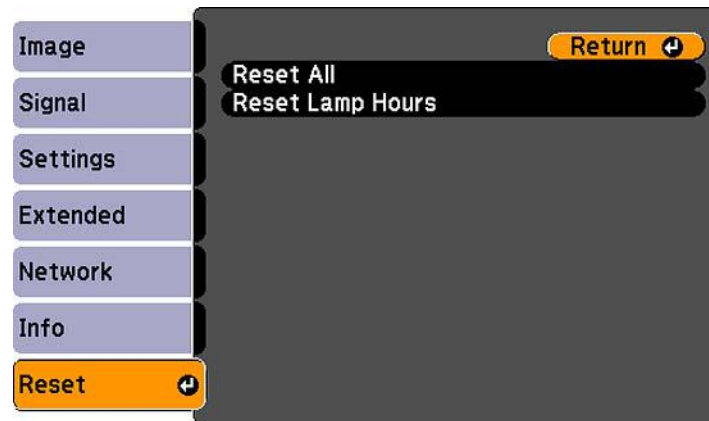 Image
Signal
Settings
Extended
Network
Info
Reset
Return
Reset All
Reset Lamp Hours